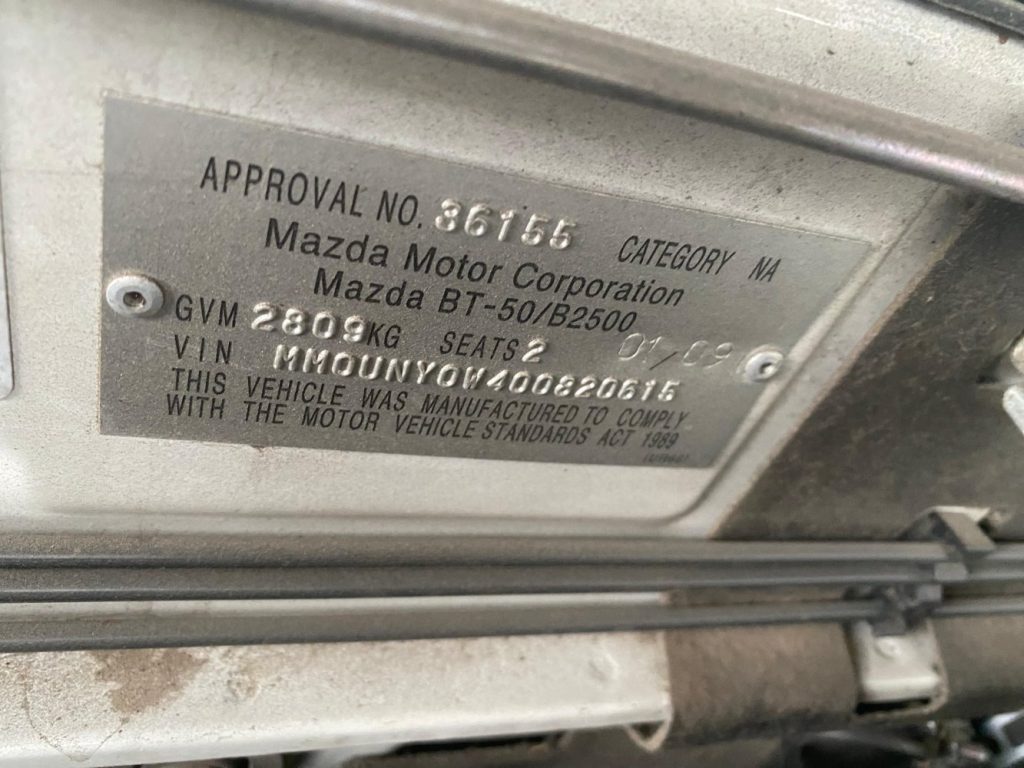 APPROVAL NO. 36155 CATEGORY NA
Mazda Motor Corporation
Mazda BT-50/B2500
GVM 2809KG SEATS 2 01/09
VIN MM0UNY0W400820615
THIS VEHICLE WAS MANUFACTURED TO COMPLY
WITH THE MOTOR VEHICLE STANDARDS ACT 1989